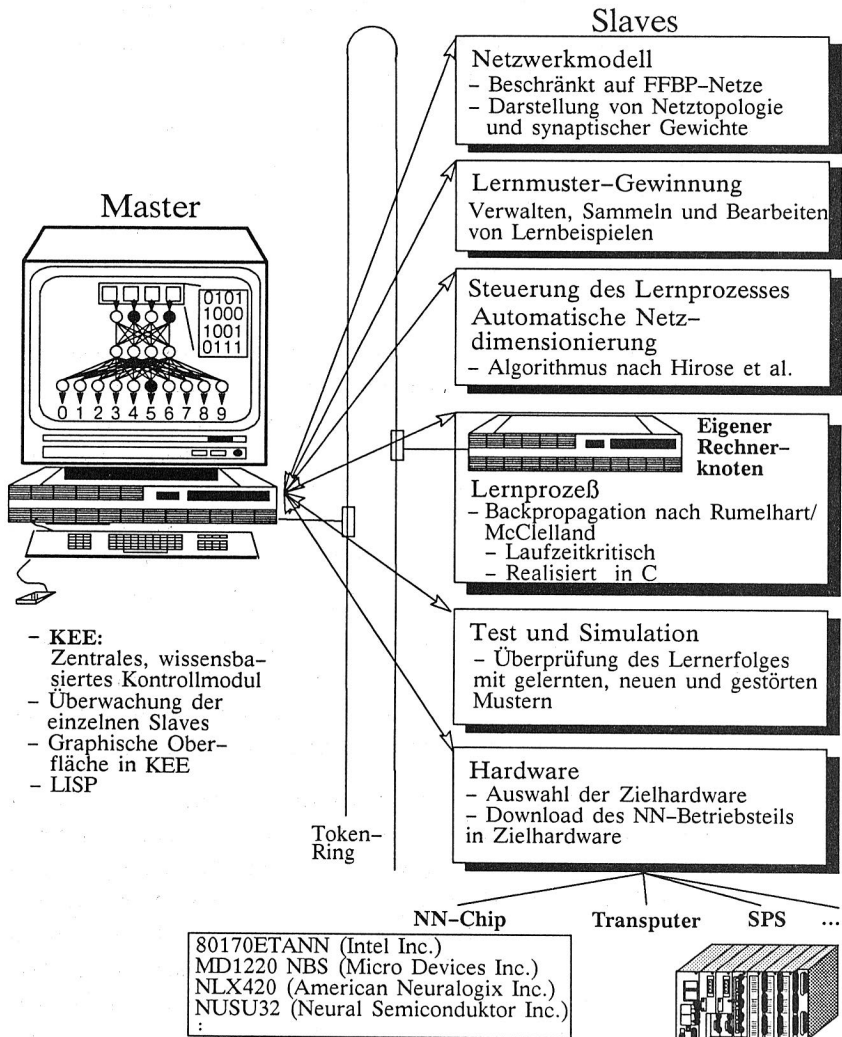 Slaves
Netzwerkmodell
– Beschränkt auf FFBP–Netze
– Darstellung von Netztopologie
und synaptischer Gewichte
Lernmuster–Gewinnung
Verwalten, Sammeln und Bearbeiten
von Lernbeispielen
Steuerung des Lernprozesses
Automatische Netz–
dimensionierung
– Algorithmus nach Hirose et al.
Eigener
Rechner–
knoten
Lernprozeß
– Backpropagation nach Rumelhart/
McClelland
– Laufzeitkritisch
– Realisiert in C
Test und Simulation
– Überprüfung des Lernerfolges
mit gelernten, neuen und gestörten
Mustern
Hardware
– Auswahl der Zielhardware
– Download des NN–Betriebsteils
in Zielhardware
Master
0101
1000
1001
0111
0 1 2 3 4 5 6 7 8 9
– KEE:
Zentrales, wissensba–
siertes Kontrollmodul
– Überwachung der
einzelnen Slaves
– Graphische Ober–
fläche in KEE
– LISP
Token–
Ring
NN–Chip Transputer SPS ...
80170ETANN (Intel Inc.)
MD1220 NBS (Micro Devices Inc.)
NLX420 (American Neuralogix Inc.)
NUSU32 (Neural Semiconduktor Inc.)
: